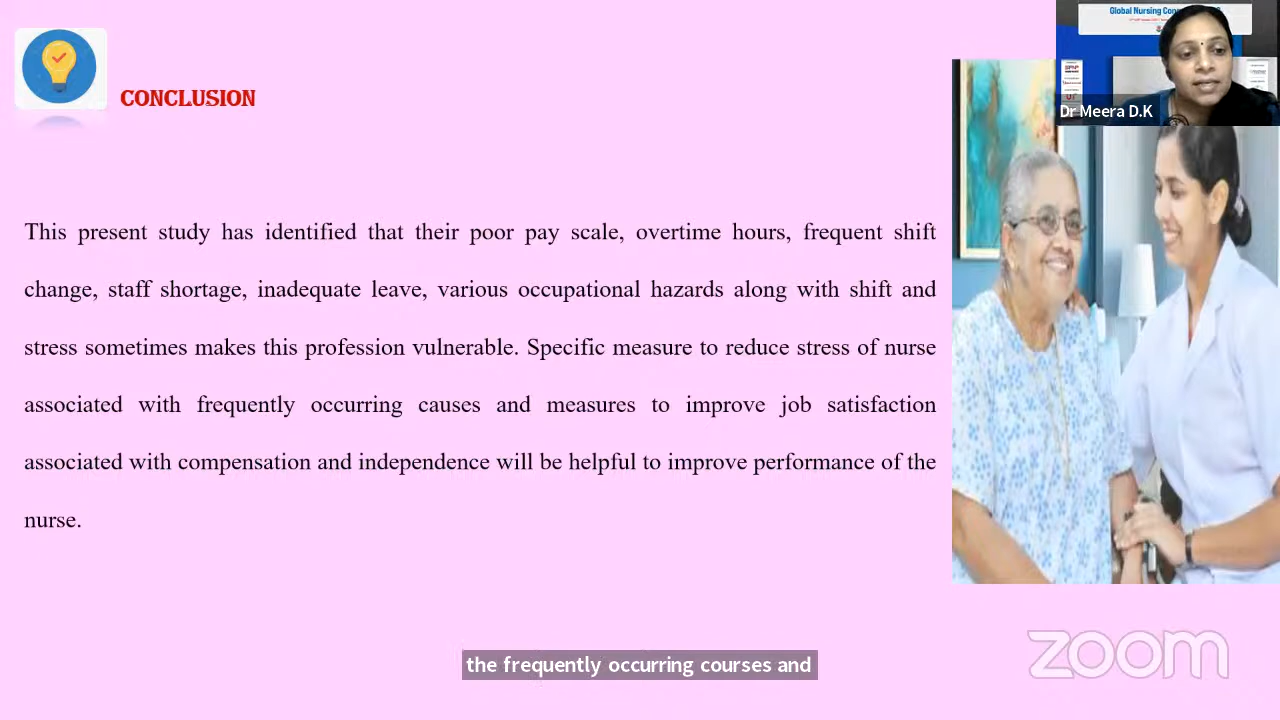 Global Nursing Con
Dr Meera D.K
CONCLUSION
This present study has identified that their poor pay scale, overtime hours, frequent shift
change, staff shortage, inadequate leave, various occupational hazards along with shift and
stress sometimes makes this profession vulnerable. Specific measure to reduce stress of nurse
associated with frequently occurring causes and measures to improve job satisfaction
associated with compensation and independence will be helpful to improve performance of the
nurse.
the frequently occurring courses and
zoom